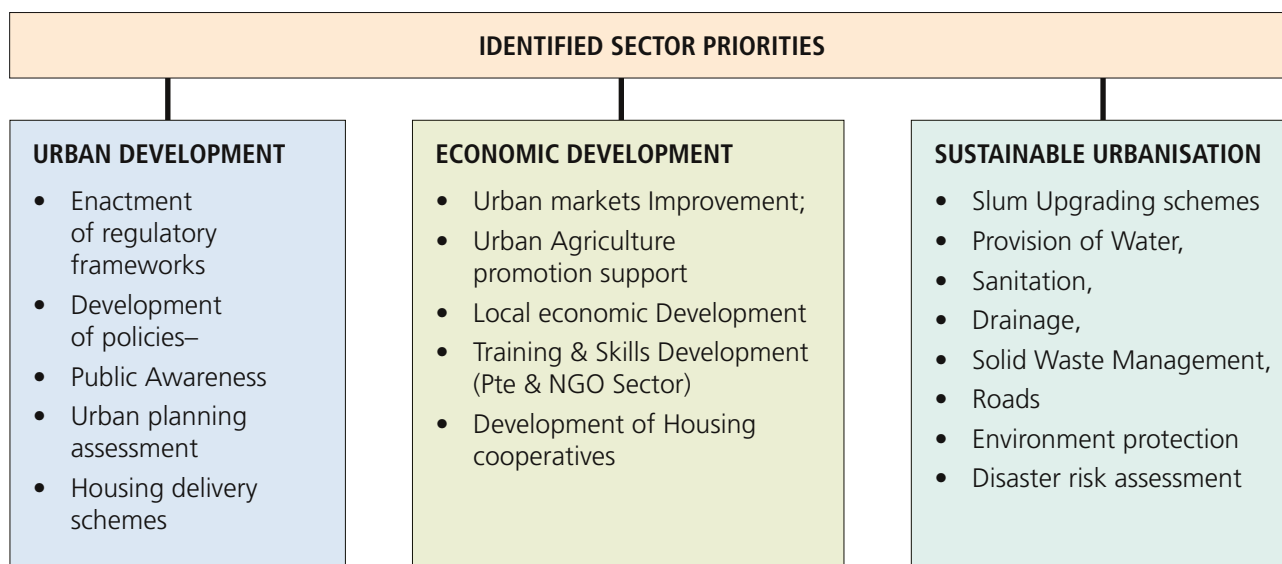 IDENTIFIED SECTOR PRIORITIES
URBAN DEVELOPMENT
• Enactment
of regulatory
frameworks
• Development
of policies–
• Public Awareness
• Urban planning
assessment
• Housing delivery
schemes
ECONOMIC DEVELOPMENT
• Urban markets Improvement;
• Urban Agriculture
promotion support
• Local economic Development
• Training & Skills Development
(Pte & NGO Sector)
• Development of Housing
cooperatives
SUSTAINABLE URBANISATION
• Slum Upgrading schemes
• Provision of Water,
• Sanitation,
• Drainage,
• Solid Waste Management,
• Roads
• Environment protection
• Disaster risk assessment